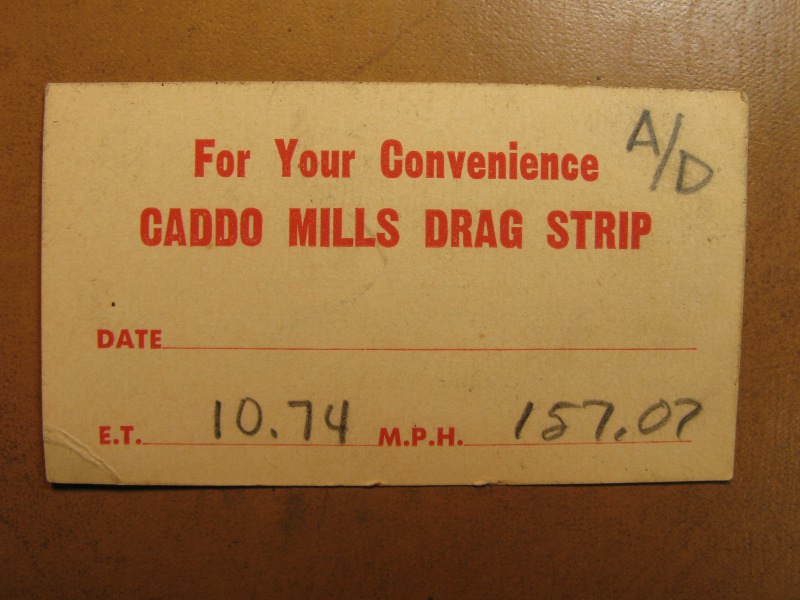 A/D
For Your Convenience
CADDO MILLS DRAG STRIP
DATE
E.T. 10.74 M.P.H. 157.07